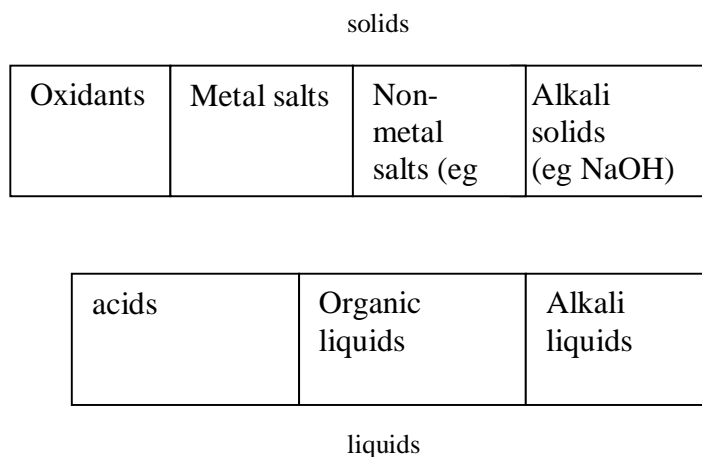 solids
Oxidants
Metal salts
Non-
metal
salts (eg
Alkali
solids
(eg NaOH)
acids
Organic
liquids
Alkali
liquids
liquids